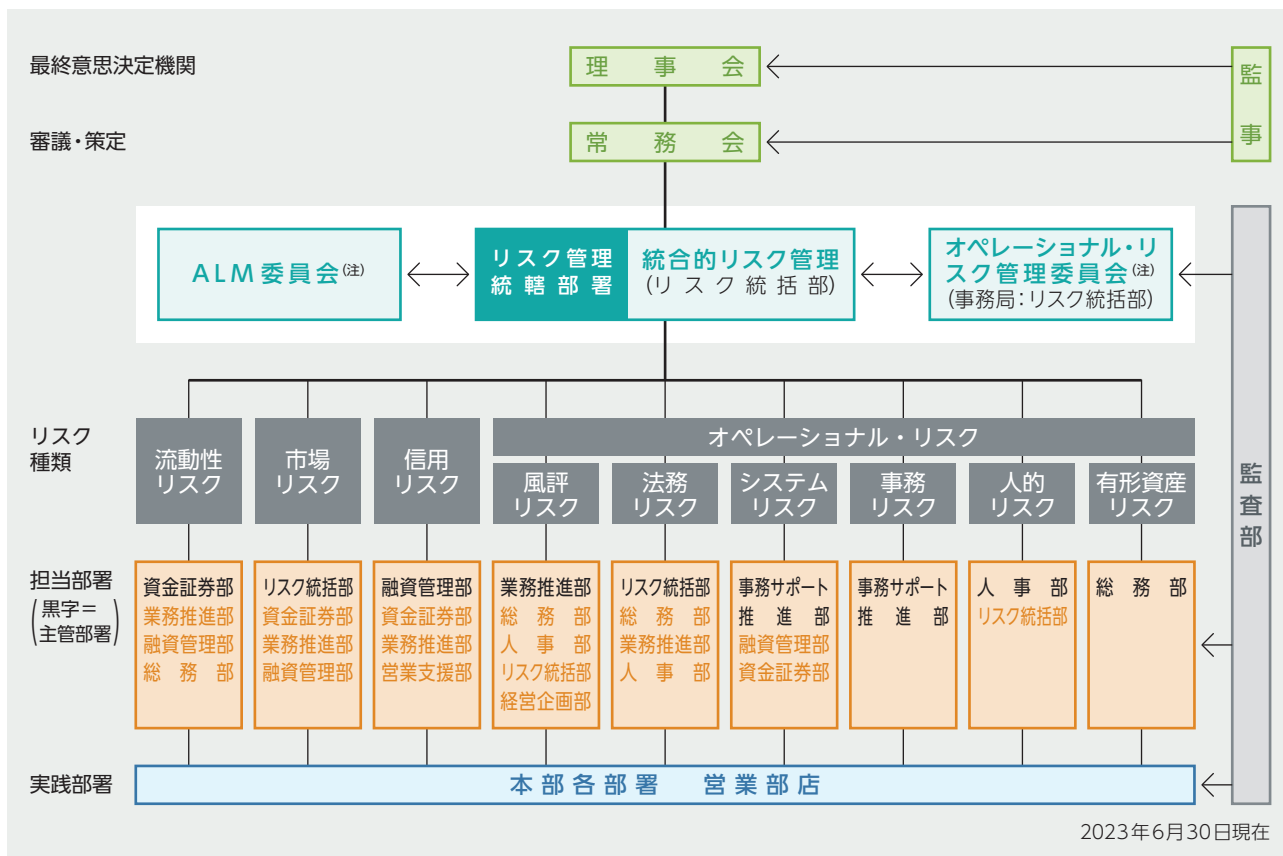 最終意思決定機関
理事会
監事
審議・策定
常務会
ALM委員会(注)
リスク管理
統轄部署
統合的リスク管理
(リスク統括部)
オペレーショナル・リ
スク管理委員会(注)
(事務局:リスク統括部)
監査部
リスク
種類
流動性
リスク
市場
リスク
信用
リスク
オペレーショナル・リスク
風評
リスク
法務
リスク
システム
リスク
事務
リスク
人的
リスク
有形資産
リスク
担当部署
(黒字=
主管部署)
資金証券部
業務推進部
融資管理部
総務部
リスク統括部
資金証券部
業務推進部
融資管理部
融資管理部
資金証券部
業務推進部
営業支援部
業務推進部
総務部
人事部
リスク統括部
経営企画部
リスク統括部
総務部
業務推進部
人事部
事務サポート
推進部
融資管理部
資金証券部
事務サポート
推進部
人事部
リスク統括部
総務部
実践部署
本部各部署 営業部店
2023年6月30日現在